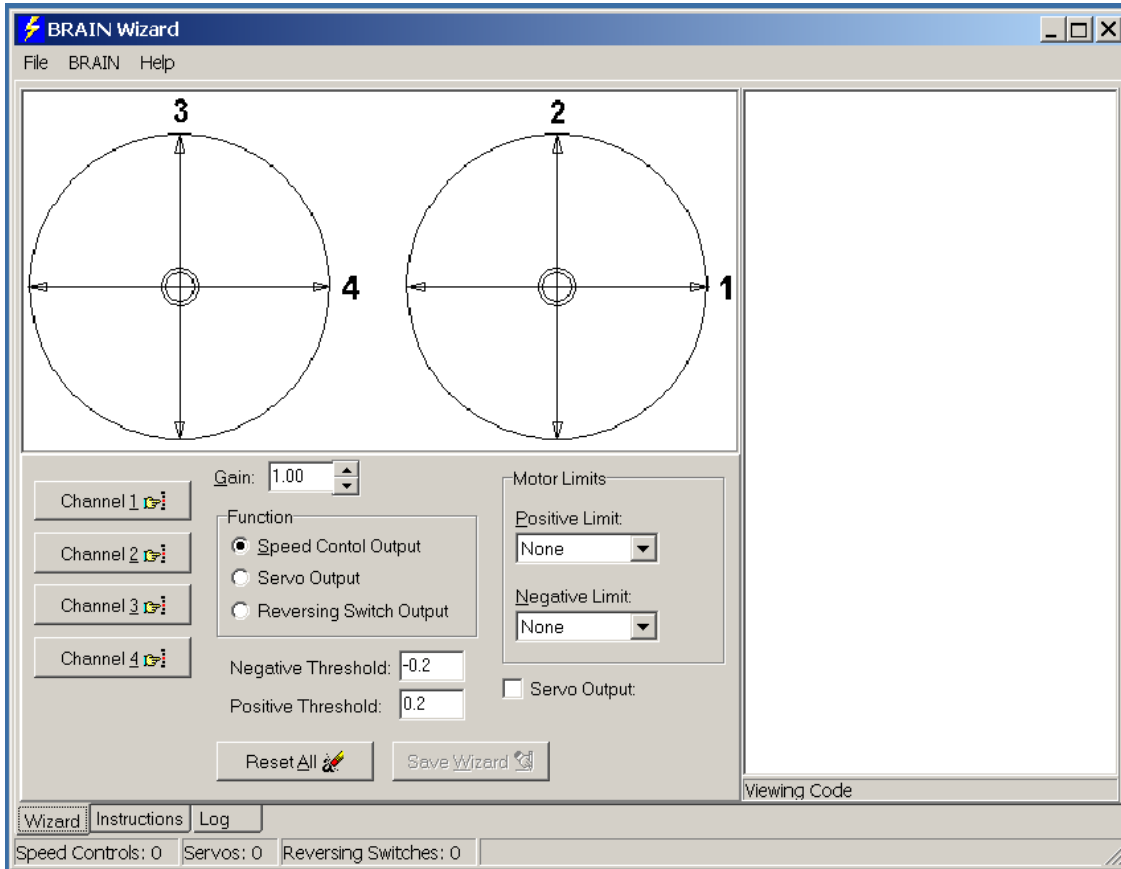 BRAIN Wizard
File BRAIN Help
3
2
4
1
Gain: 1.00
Channel 1
Channel 2
Channel 3
Channel 4
Function
Speed Contol Output
Servo Output
Reversing Switch Output
Negative Threshold: -0.2
Positive Threshold: 0.2
Motor Limits
Positive Limit:
None
Negative Limit:
None
Servo Output:
Reset All
Save Wizard
Viewing Code
Wizard Instructions Log
Speed Controls: 0 Servos: 0 Reversing Switches: 0